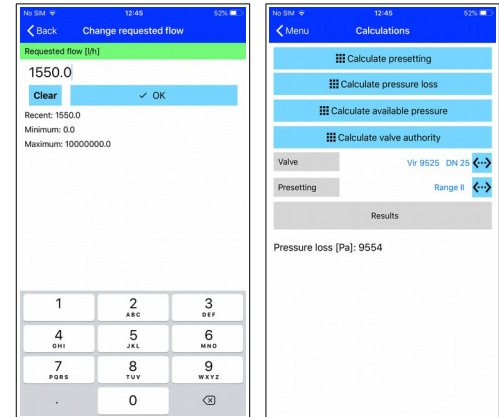 No SIM 12:45 52%
Back Change requested flow
Requested flow [l/h]
1550.0
Clear ✓ OK
Recent: 1550.0
Minimum: 0.0
Maximum: 10000000.0
1 2 3
ABC DEF
4 5 6
GHI JKL MNO
7 8 9
PQRS TUV WXYZ
. 0
No SIM 12:45 52%
Menu Calculations
Calculate presetting
Calculate pressure loss
Calculate available pressure
Calculate valve authority
Valve Vir 9525 DN 25
Presetting Range II
Results
Pressure loss [Pa]: 9554